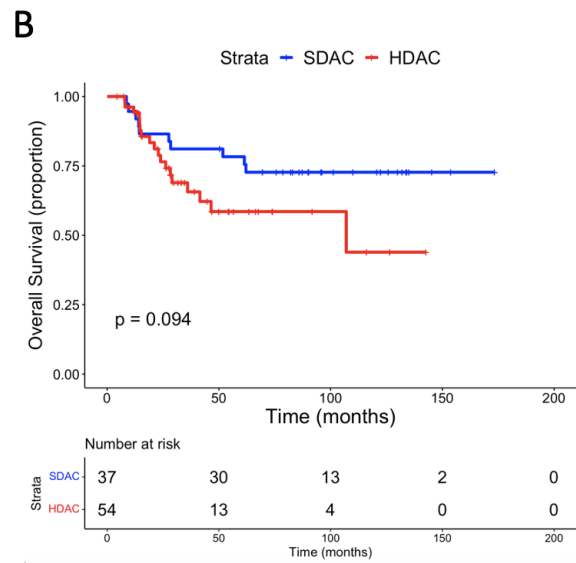 B
Strata SDAC HDAC
Overall Survival (proportion)
1.00
0.75
0.50
0.25
0.00
p = 0.094
0 50 100 150 200
Time (months)
Number at risk
Strata
SDAC 37 30 13 2 0
HDAC 54 13 4 0 0
0 50 100 150 200
Time (months)